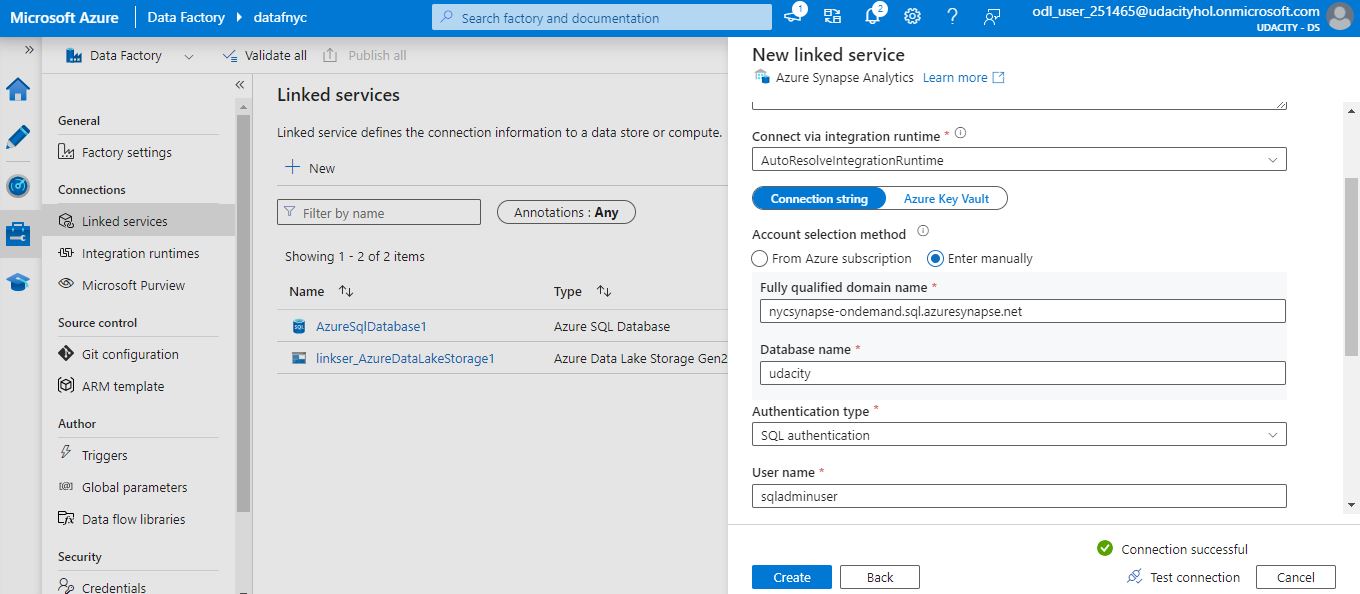 Microsoft Azure
Data Factory
datafnyc
Search factory and documentation
1
2
odl_user_251465@udacityhol.onmicrosoft.com
UDACITY - DS
Data Factory
Validate all
Publish all
General
Factory settings
Connections
Linked services
Integration runtimes
Microsoft Purview
Source control
Git configuration
ARM template
Author
Triggers
Global parameters
Data flow libraries
Security
Credentials
Linked services
Linked service defines the connection information to a data store or compute.
New
Filter by name
Annotations : Any
Showing 1 - 2 of 2 items
Name Type
AzureSqlDatabase1 Azure SQL Database
linkser_AzureDataLakeStorage1 Azure Data Lake Storage Gen2
New linked service
Azure Synapse Analytics Learn more
Connect via integration runtime *
AutoResolveIntegrationRuntime
Connection string Azure Key Vault
Account selection method
From Azure subscription Enter manually
Fully qualified domain name *
nycsynapse-ondemand.sql.azuresynapse.net
Database name *
udacity
Authentication type *
SQL authentication
User name *
sqladminuser
Connection successful
Create Back Test connection Cancel